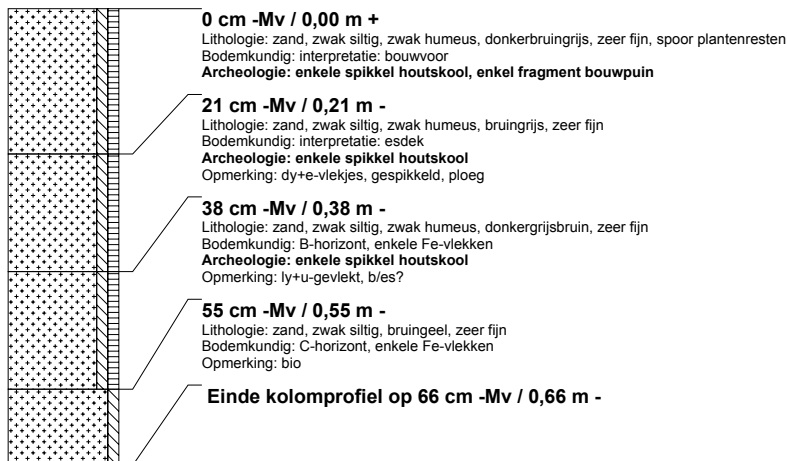 0 cm -Mv / 0,00 m +
Lithologie: zand, zwak siltig, zwak humeus, donkerbruingrijs, zeer fijn, spoor plantenresten
Bodemkundig: interpretatie: bouwvoor
Archeologie: enkele spikkel houtskool, enkel fragment bouwpuin
21 cm -Mv / 0,21 m -
Lithologie: zand, zwak siltig, zwak humeus, bruingrijs, zeer fijn
Bodemkundig: interpretatie: esdek
Archeologie: enkele spikkel houtskool
Opmerking: dy+e-vlekjes, gespikkeld, ploeg
38 cm -Mv / 0,38 m -
Lithologie: zand, zwak siltig, zwak humeus, donkergrijsbruin, zeer fijn
Bodemkundig: B-horizont, enkele Fe-vlekken
Archeologie: enkele spikkel houtskool
Opmerking: ly+u-gevlekt, b/es?
55 cm -Mv / 0,55 m -
Lithologie: zand, zwak siltig, bruingeel, zeer fijn
Bodemkundig: C-horizont, enkele Fe-vlekken
Opmerking: bio
Einde kolomprofiel op 66 cm -Mv / 0,66 m -